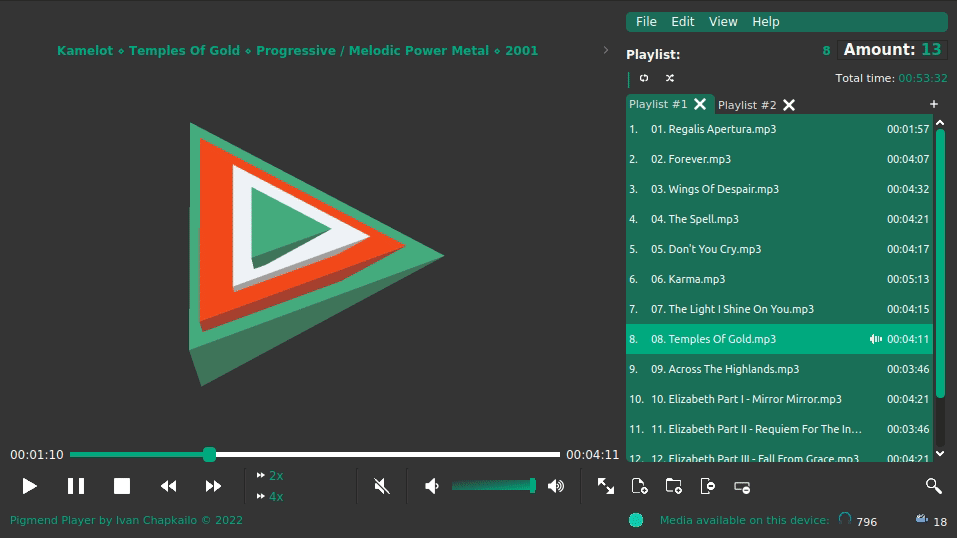 File Edit View Help
Kamelot ⋄ Temples Of Gold ⋄ Progressive / Melodic Power Metal ⋄ 2001
Playlist: 8 Amount: 13
Total time: 00:53:32
Playlist #1 Playlist #2 +
1. 01. Regalis Apertura.mp3 00:01:57
2. 02. Forever.mp3 00:04:07
3. 03. Wings Of Despair.mp3 00:04:32
4. 04. The Spell.mp3 00:04:21
5. 05. Don't You Cry.mp3 00:04:17
6. 06. Karma.mp3 00:05:13
7. 07. The Light I Shine On You.mp3 00:04:15
8. 08. Temples Of Gold.mp3 00:04:11
9. 09. Across The Highlands.mp3 00:03:46
10. 10. Elizabeth Part I - Mirror Mirror.mp3 00:04:21
11. 11. Elizabeth Part II - Requiem For The In... 00:03:46
12. 12. Elizabeth Part III - Fall From Grace.mp3 00:04:21
00:01:10 00:04:11
2x
4x
Pigmend Player by Ivan Chapkailo © 2022
Media available on this device: 796 18